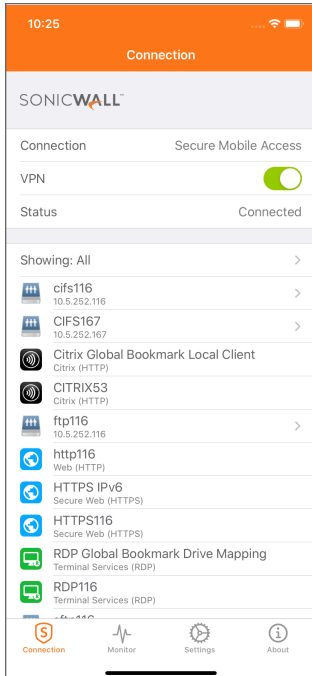 10:25
Connection
SONICWALL™
Connection Secure Mobile Access
VPN
Status Connected
Showing: All
cifs116
10.5.252.116
CIFS167
10.5.252.167
Citrix Global Bookmark Local Client
Citrix (HTTP)
CITRIX53
Citrix (HTTP)
ftp116
10.5.252.116
http116
Web (HTTP)
HTTPS IPv6
Secure Web (HTTPS)
HTTPS116
Secure Web (HTTPS)
RDP Global Bookmark Drive Mapping
Terminal Services (RDP)
RDP116
Terminal Services (RDP)
Connection Monitor Settings About